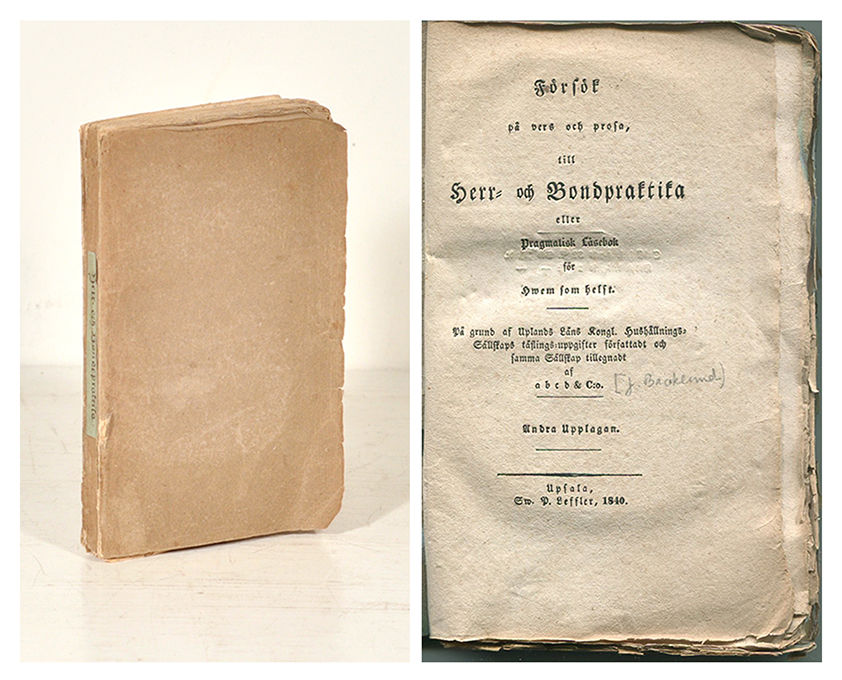 Herr och
Försök
på vers och prosa,
till
Herr- och Bondpraktika
eller
Pragmatisk Läsebok
för
Hwem som helst.
På grund af Uplands Läns Kongl. Hushållnings-
Sällskaps täflings-uppgifter författadt och
samma Sällskap tillegnadt
af
a b c d & C:o. [J. Backlund]
Andra Upplagan.
Upsala,
Sw. P. Leffler, 1840.